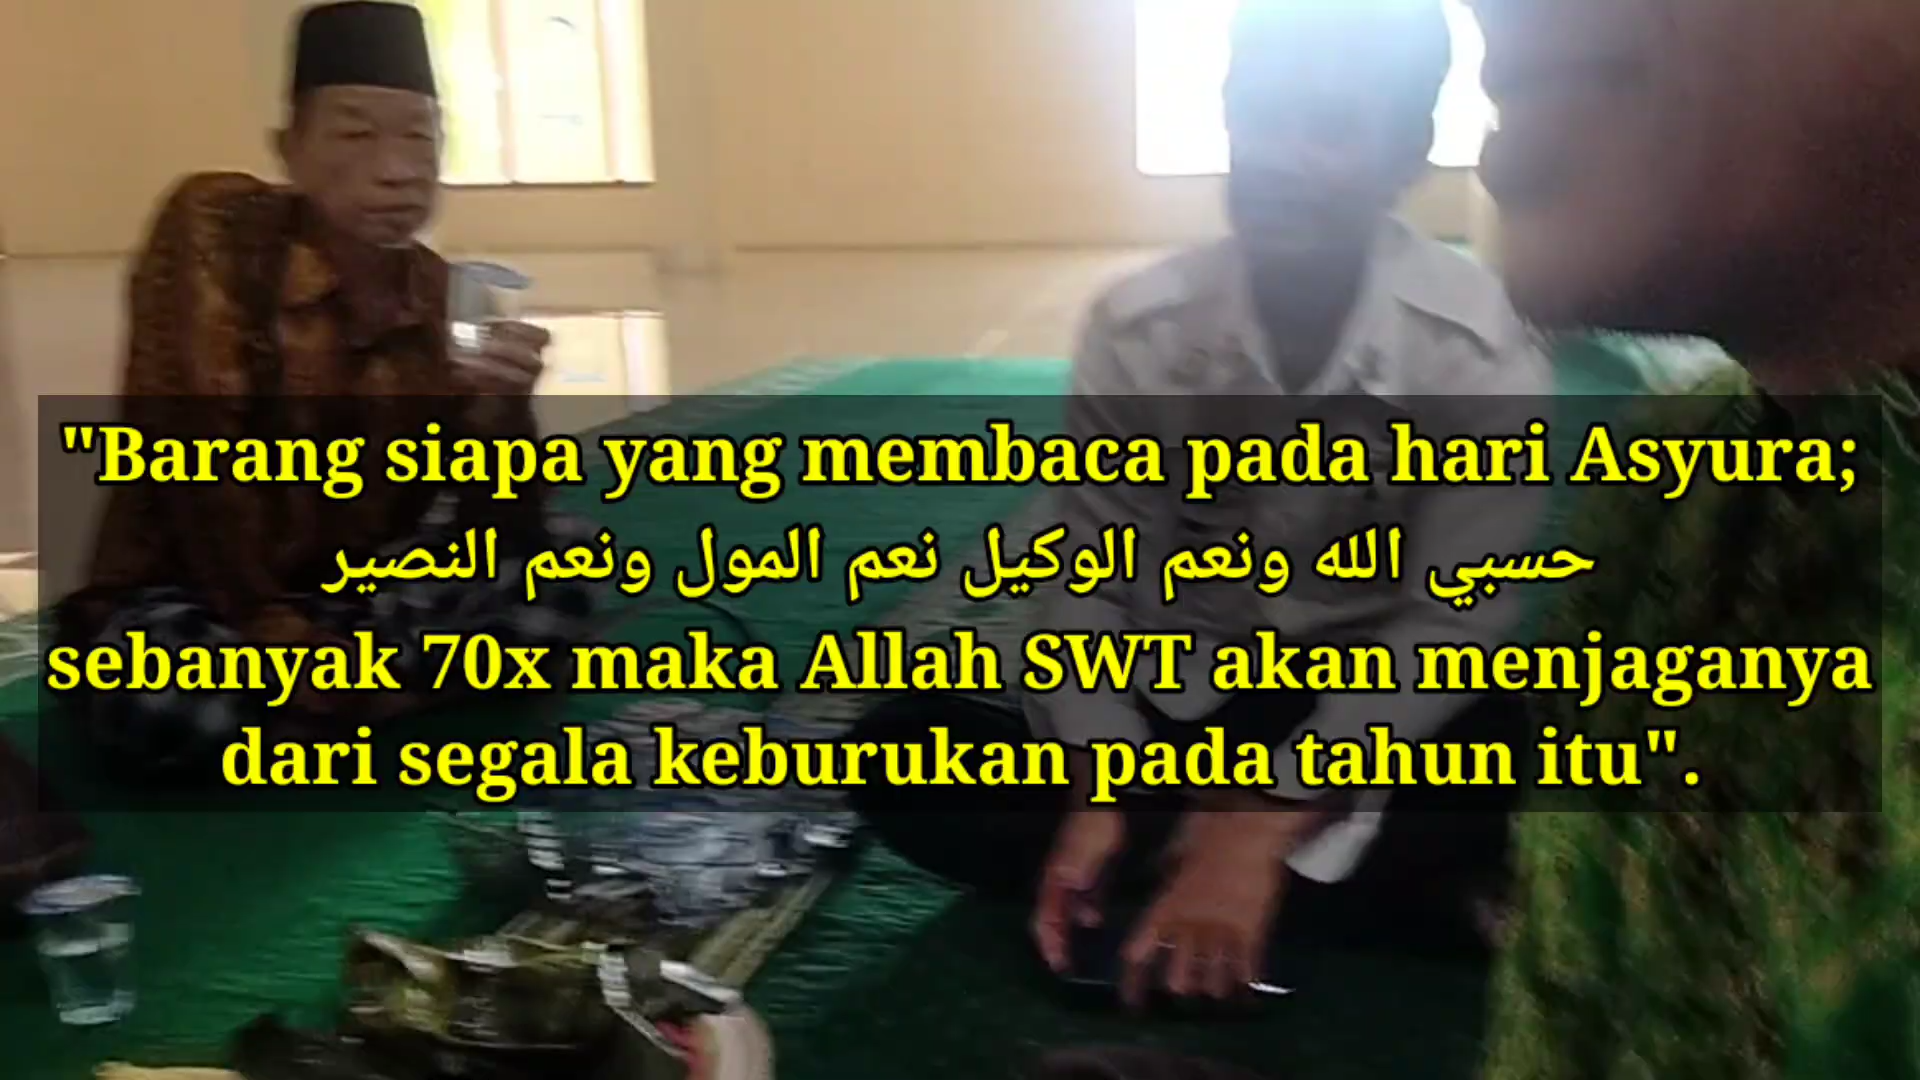 "Barang siapa yang membaca pada hari Asyura;
حسبي الله ونعم الوكيل نعم المول ونعم النصير
sebanyak 70x maka Allah SWT akan menjaganya
dari segala keburukan pada tahun itu".